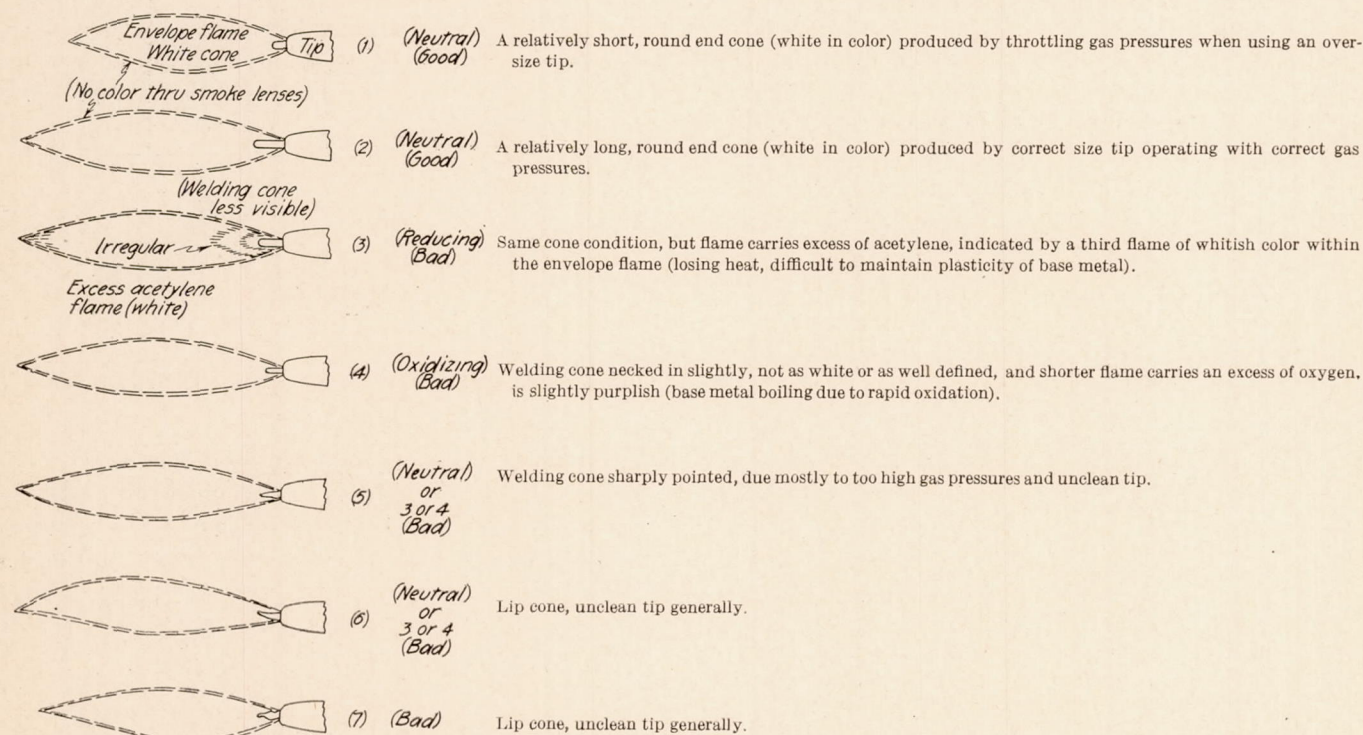 Envelope flame
White cone
Tip
(1) (Neutral) A relatively short, round end cone (white in color) produced by throttling gas pressures when using an over-
(Good) size tip.
(No color thru smoke lenses)
(2) (Neutral) A relatively long, round end cone (white in color) produced by correct size tip operating with correct gas
(Good) pressures.
(Welding cone
less visible)
Irregular
(3) (Reducing) Same cone condition, but flame carries excess of acetylene, indicated by a third flame of whitish color within
(Bad) the envelope flame (losing heat, difficult to maintain plasticity of base metal).
Excess acetylene
flame (white)
(4) (Oxidizing) Welding cone necked in slightly, not as white or as well defined, and shorter flame carries an excess of oxygen,
(Bad) is slightly purplish (base metal boiling due to rapid oxidation).
(5) (Neutral) Welding cone sharply pointed, due mostly to too high gas pressures and unclean tip.
or
3 or 4
(Bad)
(6) (Neutral) Lip cone, unclean tip generally.
or
3 or 4
(Bad)
(7) (Bad) Lip cone, unclean tip generally.